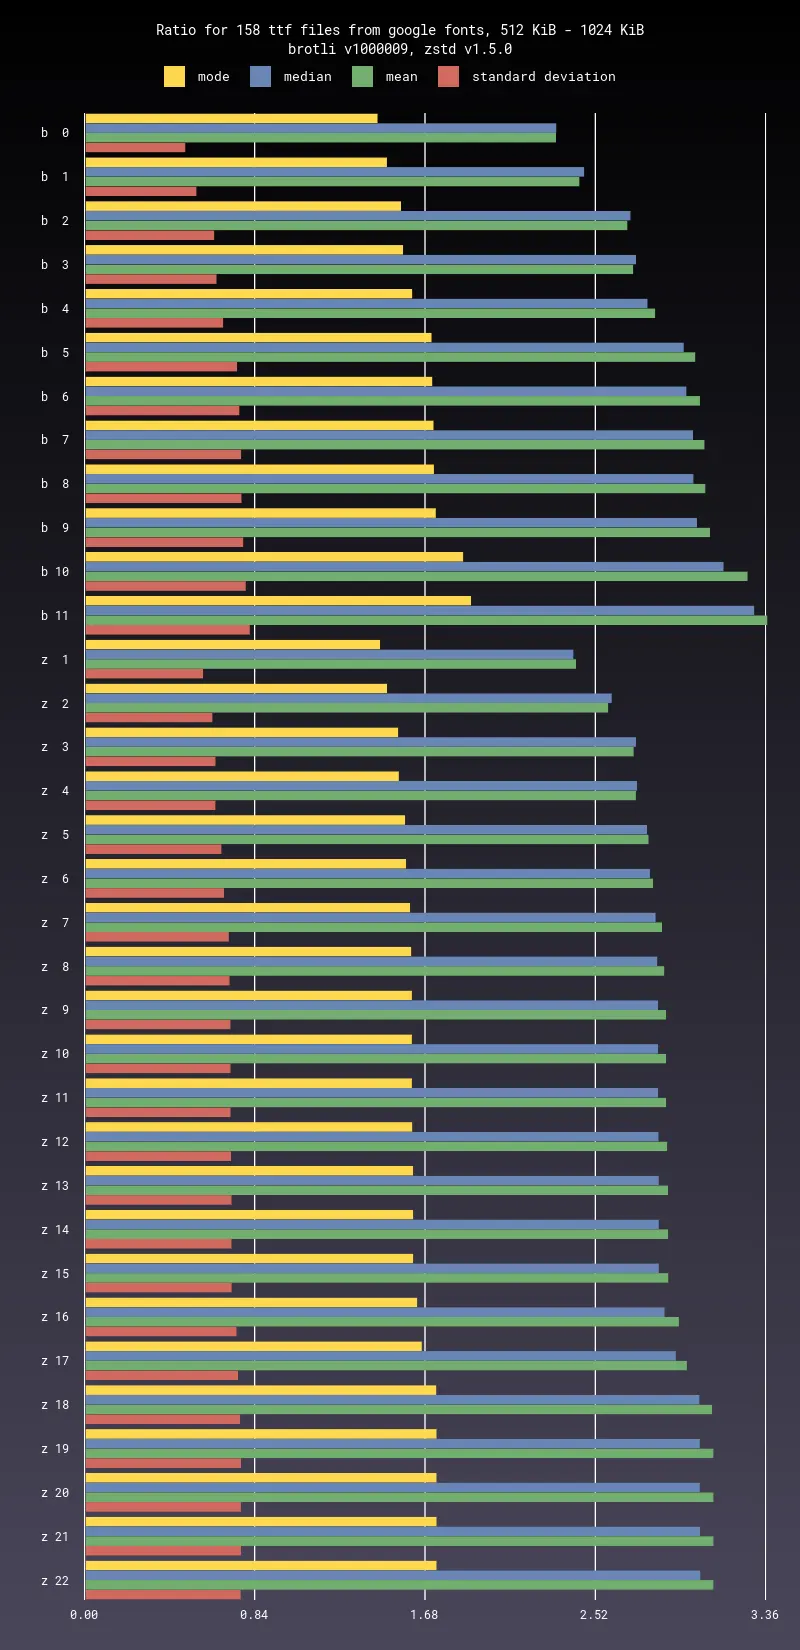 Ratio for 158 ttf files from google fonts, 512 KiB - 1024 KiB
brotli v1000009, zstd v1.5.0
mode median mean standard deviation
b 0
b 1
b 2
b 3
b 4
b 5
b 6
b 7
b 8
b 9
b 10
b 11
z 1
z 2
z 3
z 4
z 5
z 6
z 7
z 8
z 9
z 10
z 11
z 12
z 13
z 14
z 15
z 16
z 17
z 18
z 19
z 20
z 21
z 22
0.00 0.84 1.68 2.52 3.36